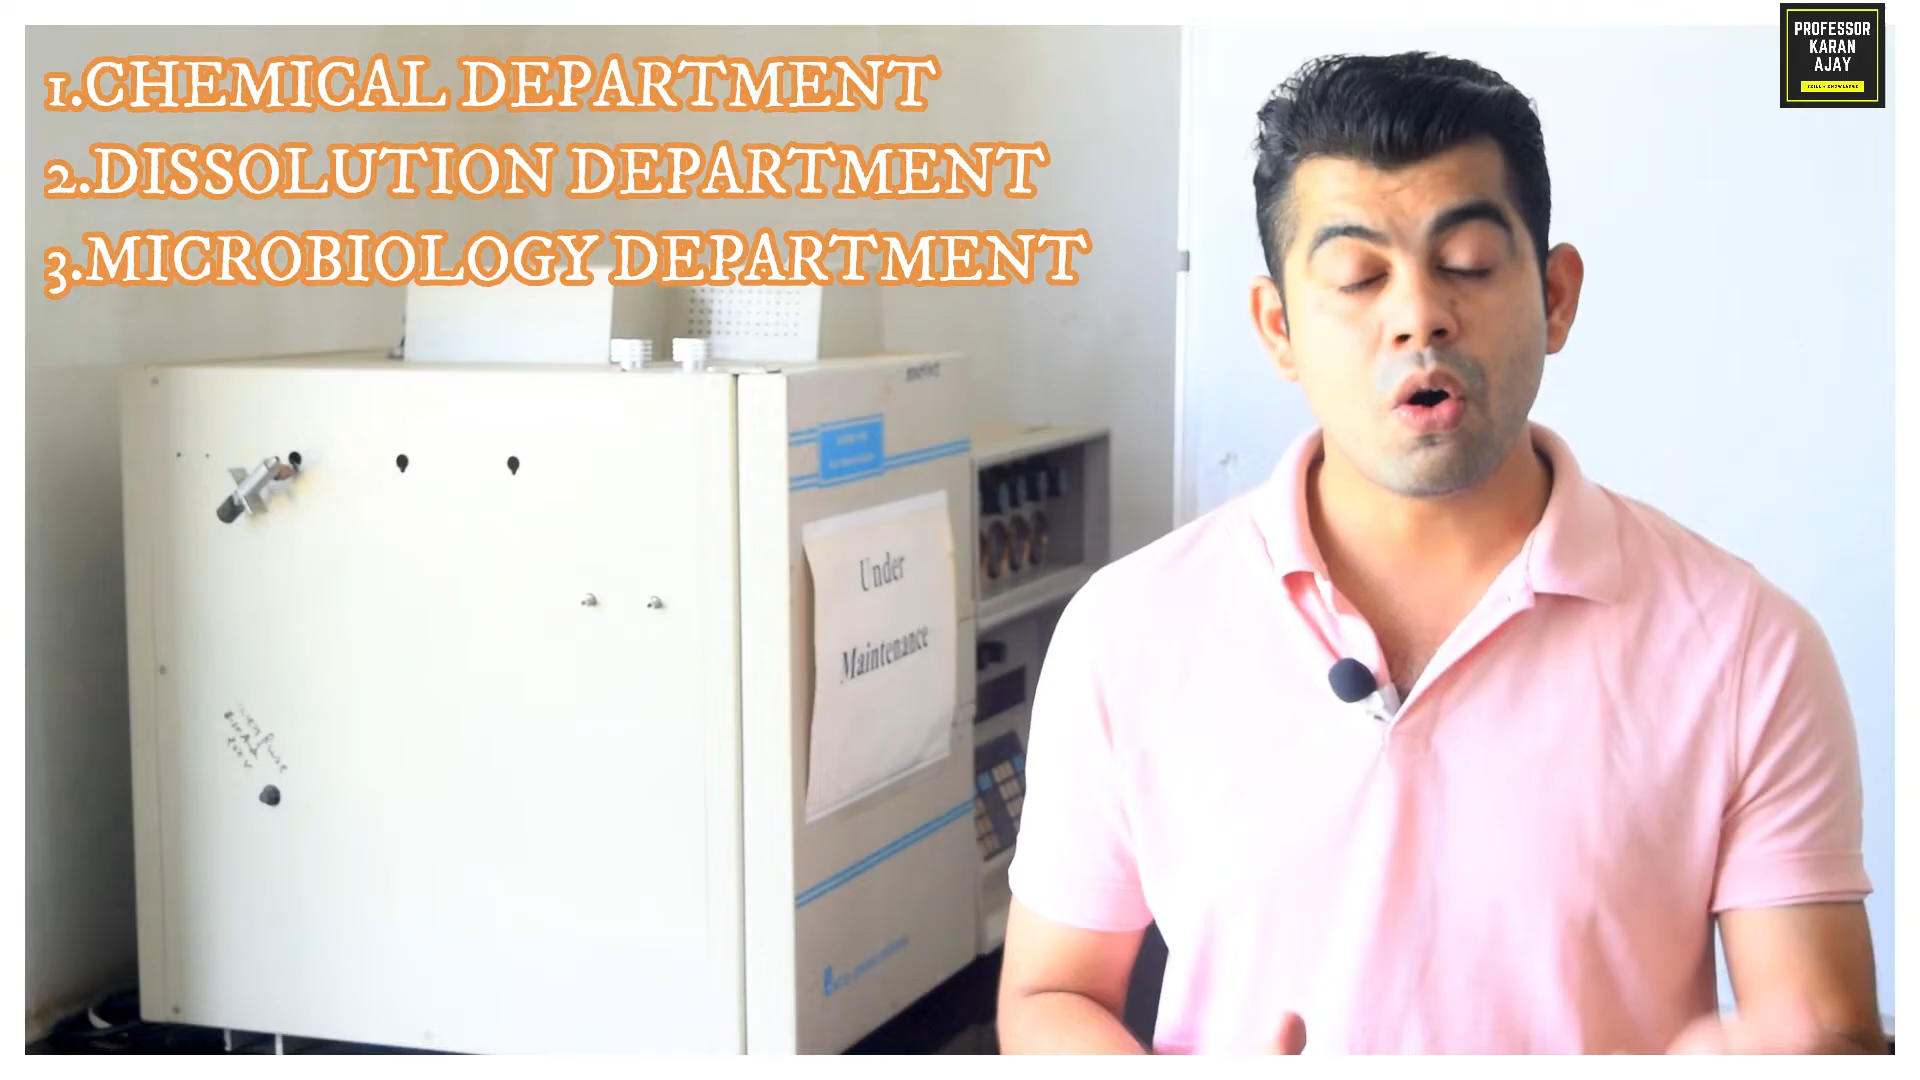 1.CHEMICAL DEPARTMENT
2.DISSOLUTION DEPARTMENT
3.MICROBIOLOGY DEPARTMENT
PROFESSOR
KARAN
AJAY
Under
Maintenance